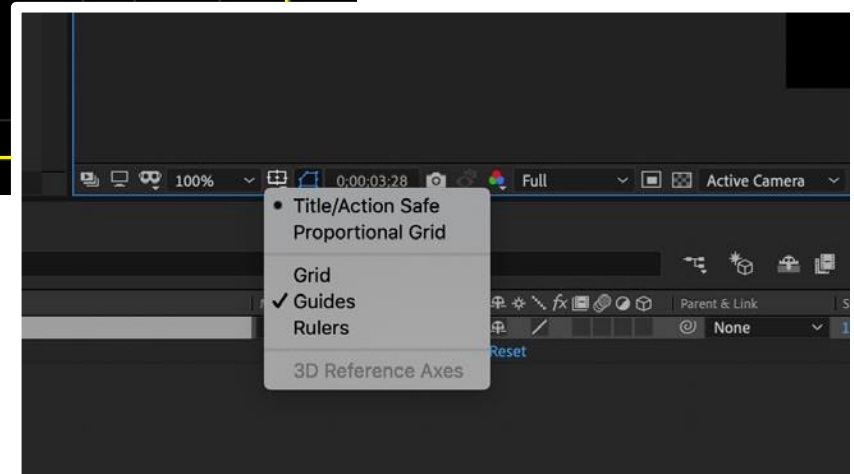 100% 0:00:03:28 Full Active Camera
Title/Action Safe
Proportional Grid
Grid
Guides
Rulers
3D Reference Axes
fx Parent & Link
None
Reset